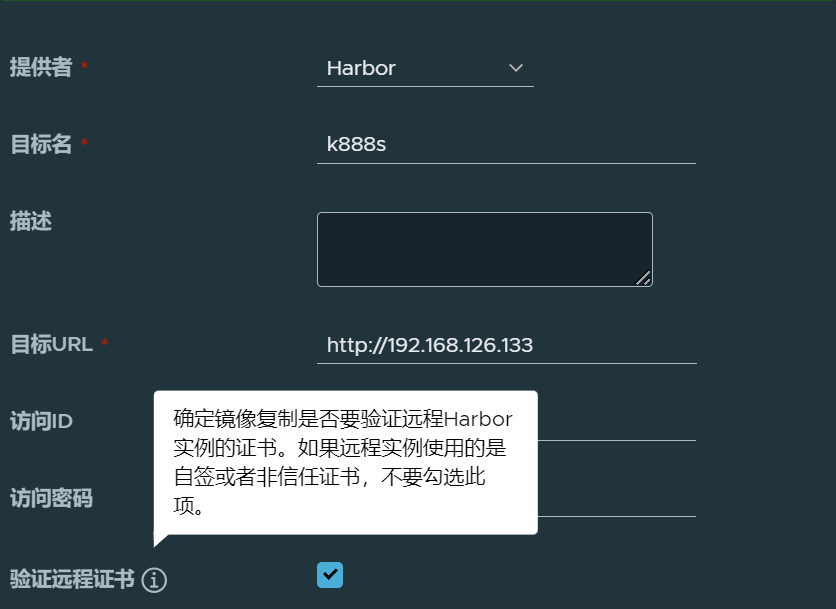 提供者 * Harbor
目标名 * k888s
描述
目标URL * http://192.168.126.133
访问ID
确定镜像复制是否要验证远程Harbor
实例的证书。如果远程实例使用的是
自签或者非信任证书，不要勾选此
项。
访问密码
验证远程证书